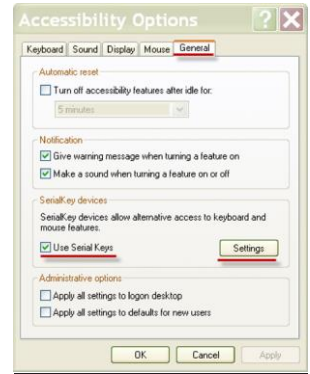 Accessibility Options
Keyboard Sound Display Mouse General
Automatic reset
Turn off accessibility features after idle for:
5 minutes
Notification
Give warning message when turning a feature on
Make a sound when turning a feature on or off
SerialKey devices
SerialKey devices allow alternative access to keyboard and
mouse features.
Use Serial Keys Settings
Administrative options
Apply all settings to logon desktop
Apply all settings to defaults for new users
OK Cancel Apply